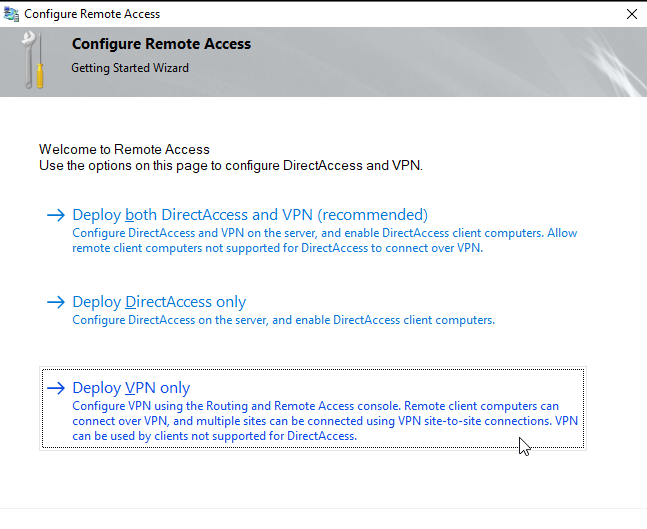 Configure Remote Access
Configure Remote Access
Getting Started Wizard
Welcome to Remote Access
Use the options on this page to configure DirectAccess and VPN.
Deploy both DirectAccess and VPN (recommended)
Configure DirectAccess and VPN on the server, and enable DirectAccess client computers. Allow
remote client computers not supported for DirectAccess to connect over VPN.
Deploy DirectAccess only
Configure DirectAccess on the server, and enable DirectAccess client computers.
Deploy VPN only
Configure VPN using the Routing and Remote Access console. Remote client computers can
connect over VPN, and multiple sites can be connected using VPN site-to-site connections. VPN
can be used by clients not supported for DirectAccess.